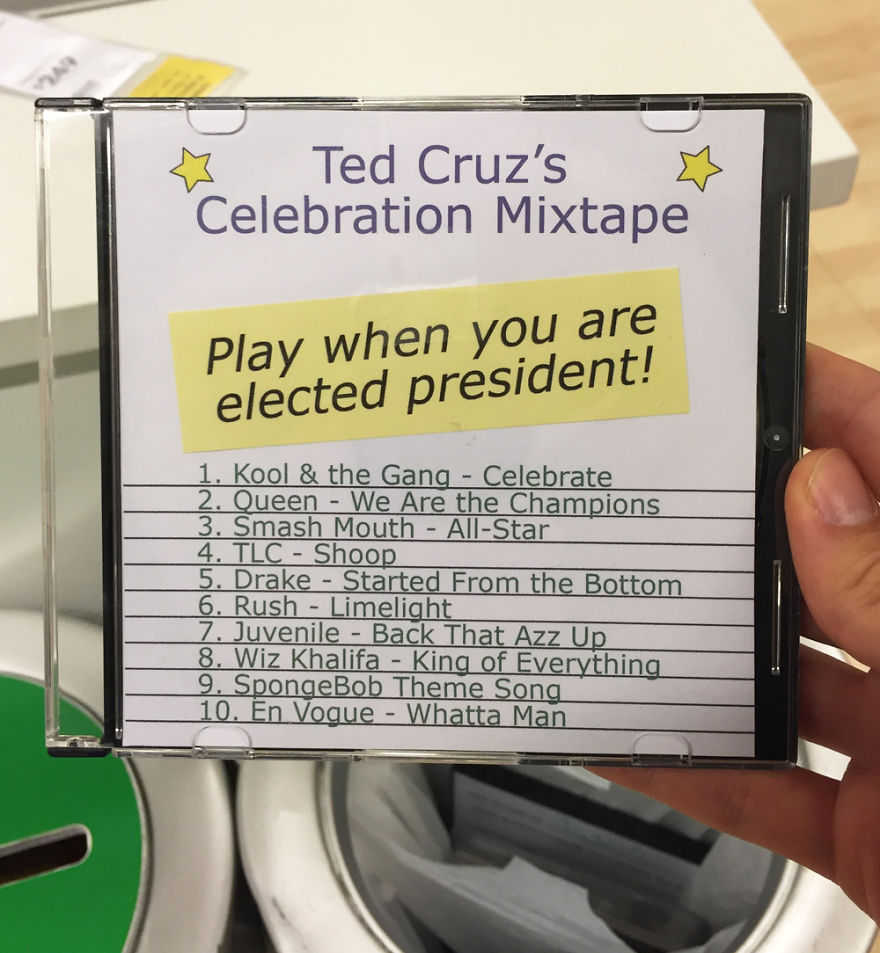 $249
Ted Cruz's
Celebration Mixtape
Play when you are
elected president!
1. Kool & the Gang - Celebrate
2. Queen - We Are the Champions
3. Smash Mouth - All-Star
4. TLC - Shoop
5. Drake - Started From the Bottom
6. Rush - Limelight
7. Juvenile - Back That Azz Up
8. Wiz Khalifa - King of Everything
9. SpongeBob Theme Song
10. En Vogue - Whatta Man